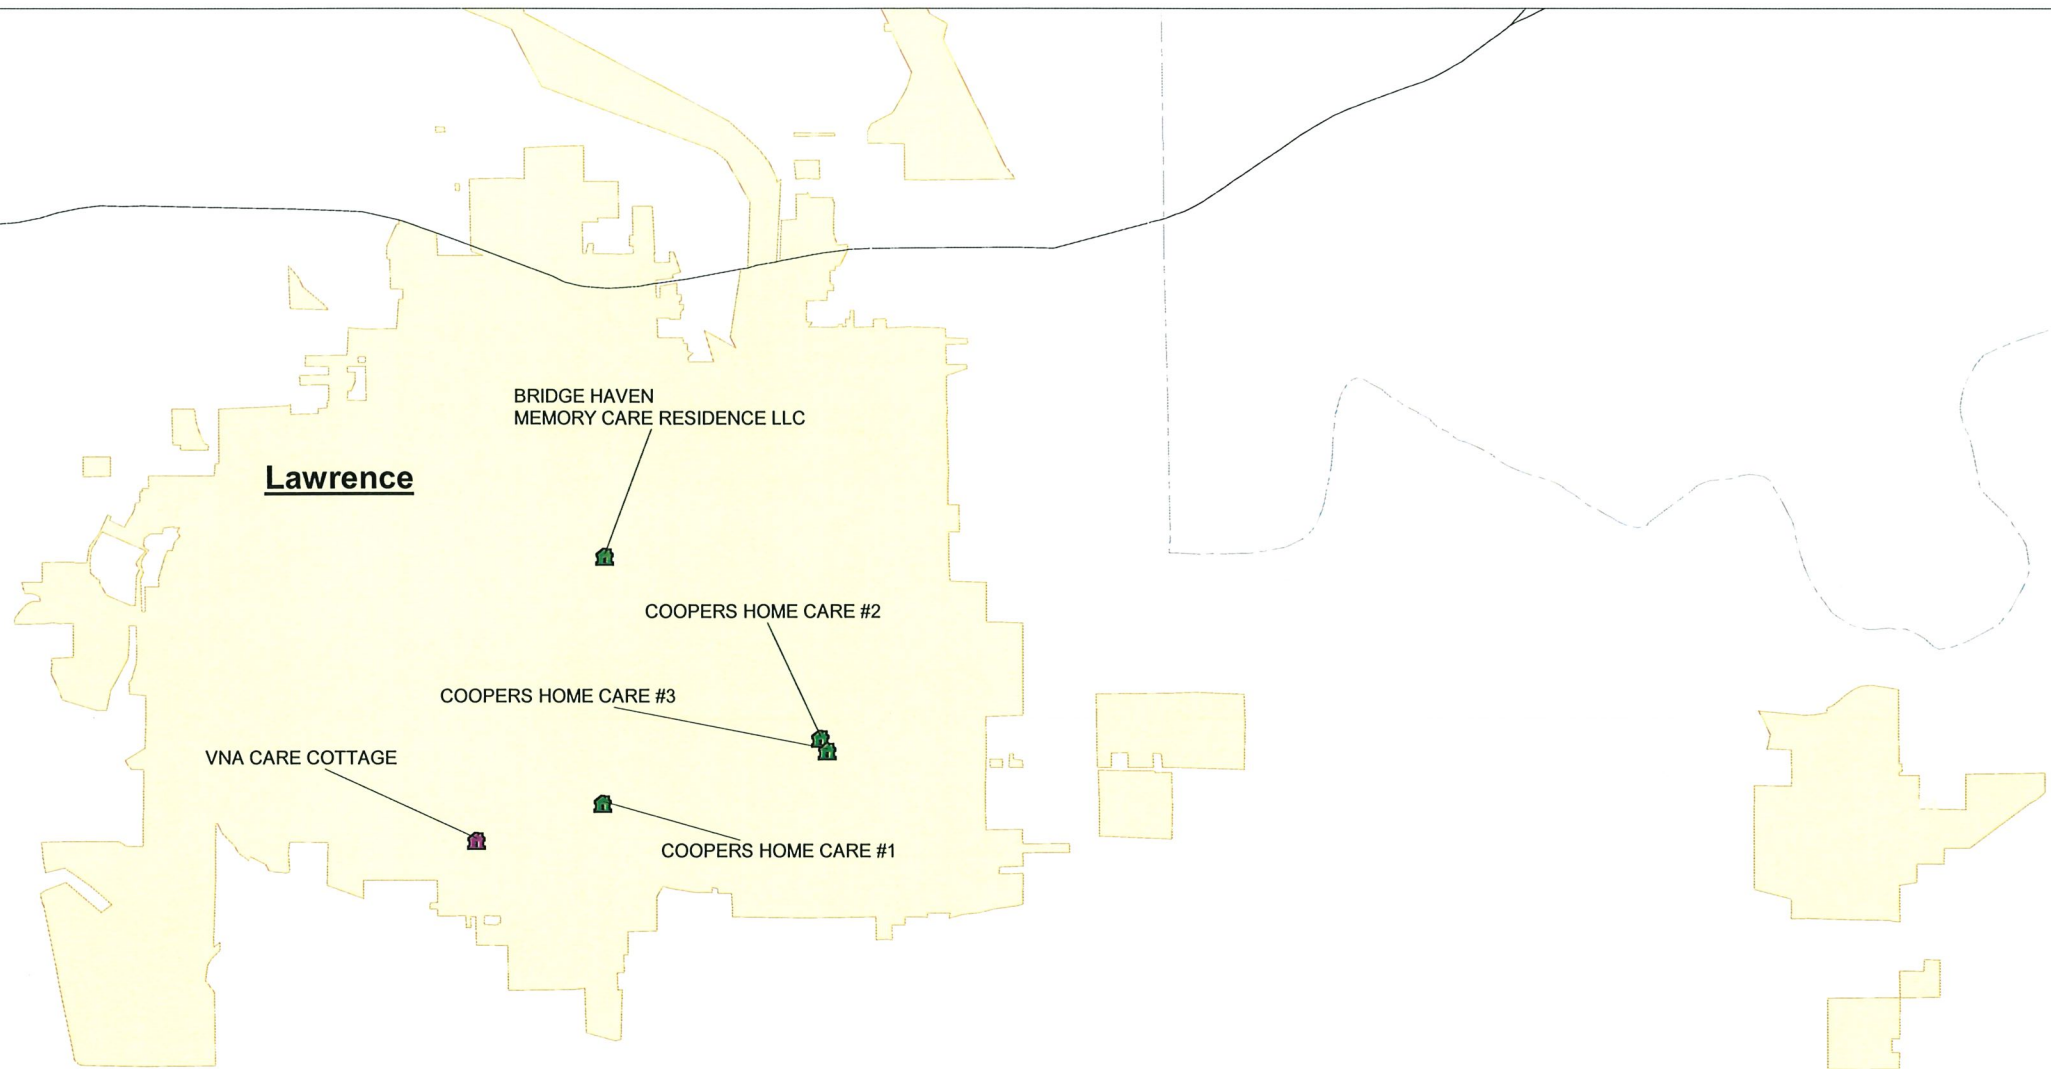 BRIDGE HAVEN
MEMORY CARE RESIDENCE LLC
Lawrence
COOPERS HOME CARE #2
COOPERS HOME CARE #3
VNA CARE COTTAGE
COOPERS HOME CARE #1